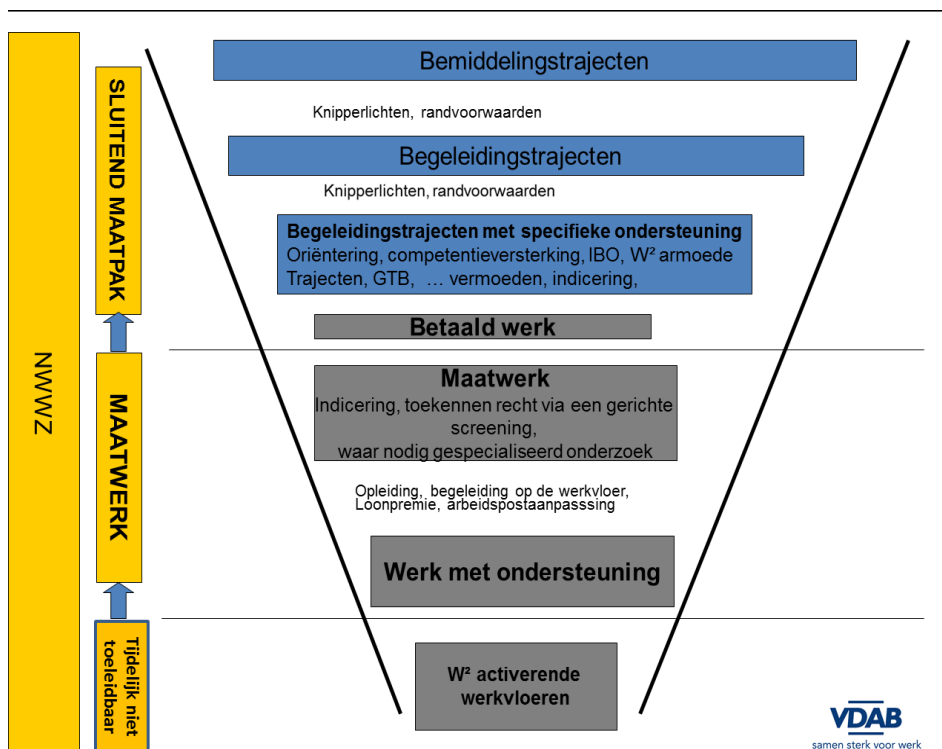 NWWZ
SLUITEND MAATPAK
MAATWERK
Tijdelijk niet
toeleidbaar
Bemiddelingstrajecten
Knipperlichten, randvoorwaarden
Begeleidingstrajecten
Knipperlichten, randvoorwaarden
Begeleidingstrajecten met specifieke ondersteuning
Oriëntering, competentieversterking, IBO, W² armoede
Trajecten, GTB, … vermoeden, indicering,
Betaald werk
Maatwerk
Indicering, toekennen recht via een gerichte
screening,
waar nodig gespecialiseerd onderzoek
Opleiding, begeleiding op de werkvloer,
Loonpremie, arbeidspostaanpasssing
Werk met ondersteuning
W² activerende
werkvloeren
VDAB
samen sterk voor werk